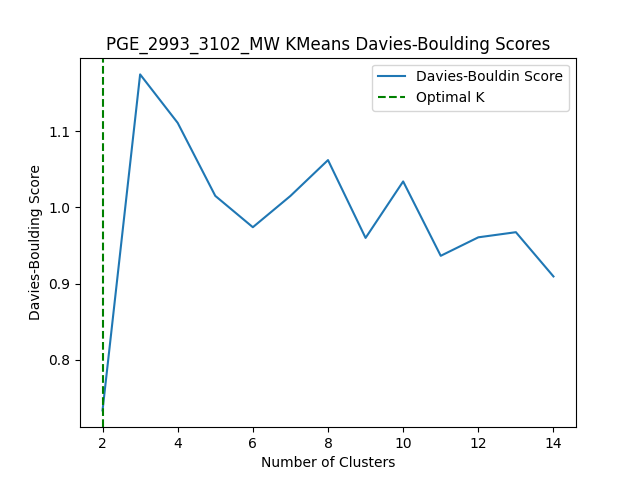 PGE_2993_3102_MW KMeans Davies-Boulding Scores
Davies-Bouldin Score
Optimal K
Davies-Boulding Score
1.1
1.0
0.9
0.8
2 4 6 8 10 12 14
Number of Clusters